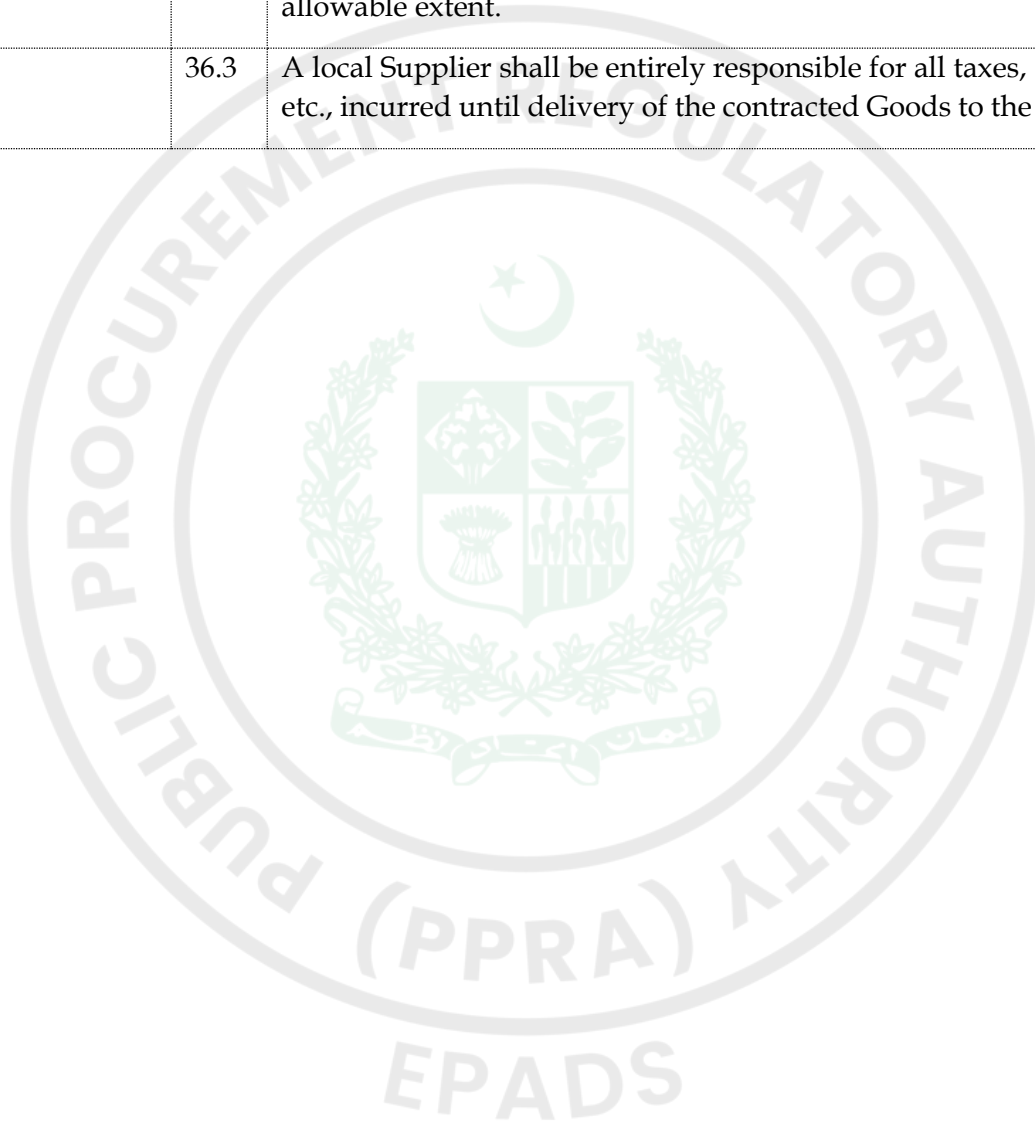 allowable extent.
36.3 A local Supplier shall be entirely responsible for all taxes,
etc., incurred until delivery of the contracted Goods to the
PUBLIC PROCUREMENT REGULATORY AUTHORITY
(PPRA)
EPADS